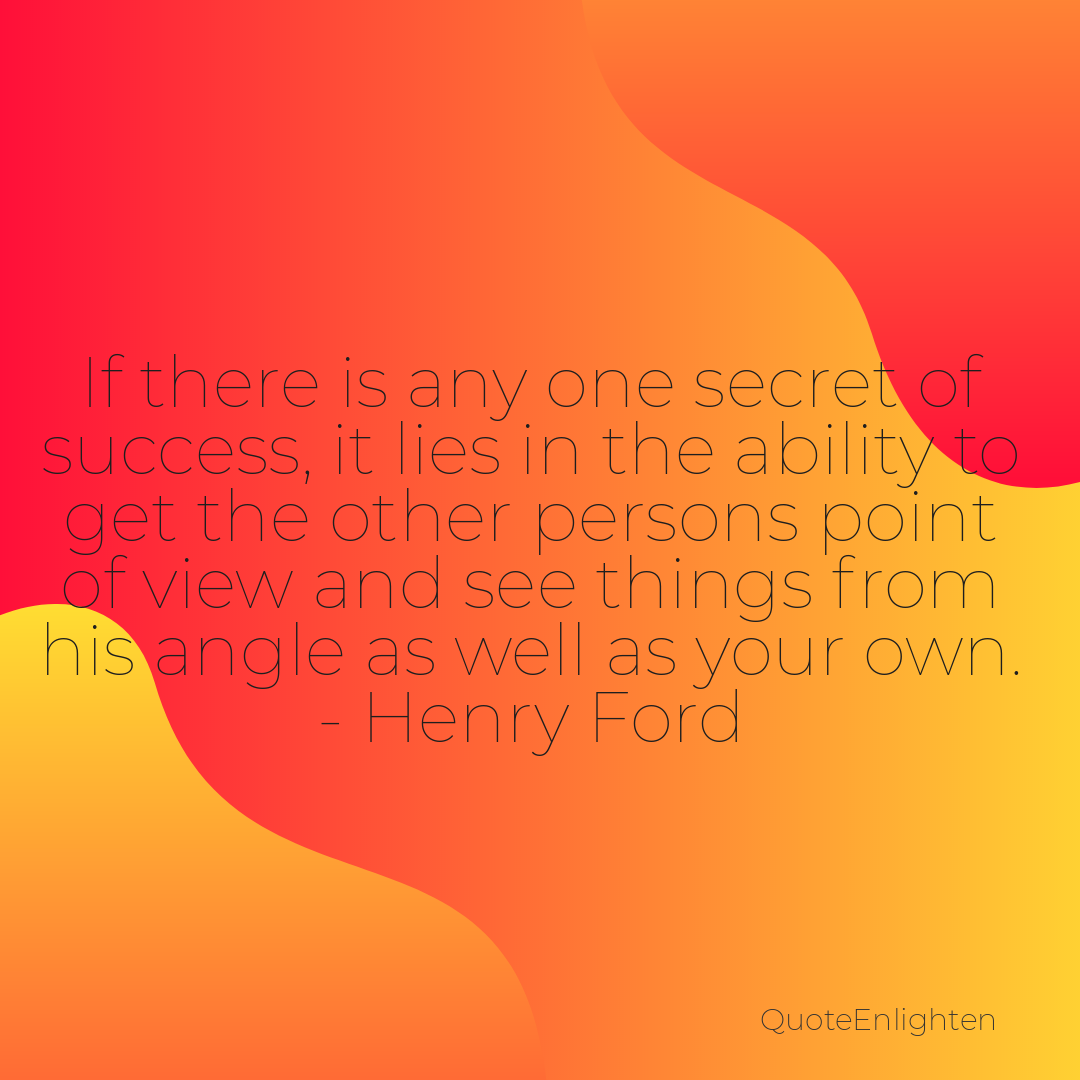 If there is any one secret of
success, it lies in the ability to
get the other persons point
of view and see things from
his angle as well as your own.
- Henry Ford
QuoteEnlighten